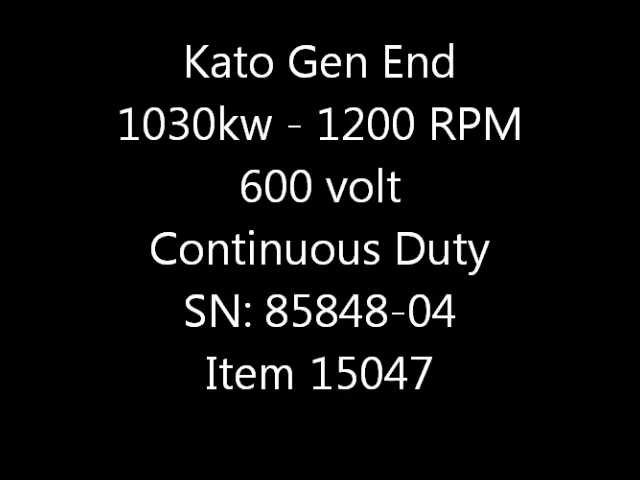 Kato Gen End
1030kw - 1200 RPM
600 volt
Continuous Duty
SN: 85848-04
Item 15047